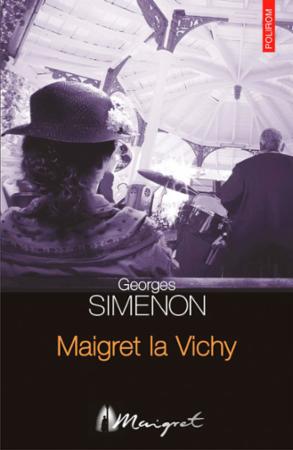 POLIROM
Georges
SIMENON
Maigret la Vichy
Maigret